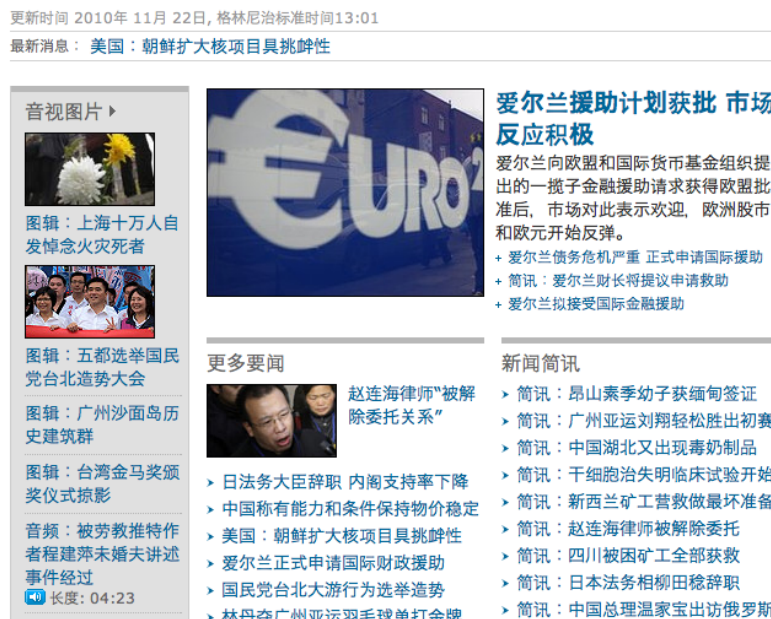 更新时间 2010年 11月 22日, 格林尼治标准时间13:01
最新消息： 美国：朝鲜扩大核项目具挑衅性
音视图片
图辑：上海十万人自
发悼念火灾死者
图辑：五都选举国民
党台北造势大会
图辑：广州沙面岛历
史建筑群
图辑：台湾金马奖颁
奖仪式掠影
音频：被劳教推特作
者程建萍未婚夫讲述
事件经过
长度: 04:23
€URO
爱尔兰援助计划获批 市场
反应积极
爱尔兰向欧盟和国际货币基金组织提
出的一揽子金融援助请求获得欧盟批
准后，市场对此表示欢迎，欧洲股市
和欧元开始反弹。
+ 爱尔兰债务危机严重 正式申请国际援助
+ 简讯：爱尔兰财长将提议申请救助
+ 爱尔兰拟接受国际金融援助
更多要闻
赵连海律师“被解
除委托关系”
日法务大臣辞职 内阁支持率下降
中国称有能力和条件保持物价稳定
美国：朝鲜扩大核项目具挑衅性
爱尔兰正式申请国际财政援助
国民党台北大游行为选举造势
林丹夺广州亚运羽毛球单打金牌
新闻简讯
简讯：昂山素季幼子获缅甸签证
简讯：广州亚运刘翔轻松胜出初赛
简讯：中国湖北又出现毒奶制品
简讯：干细胞治失明临床试验开始
简讯：新西兰矿工营救做最坏准备
简讯：赵连海律师被解除委托
简讯：四川被困矿工全部获救
简讯：日本法务相柳田稔辞职
简讯：中国总理温家宝出访俄罗斯